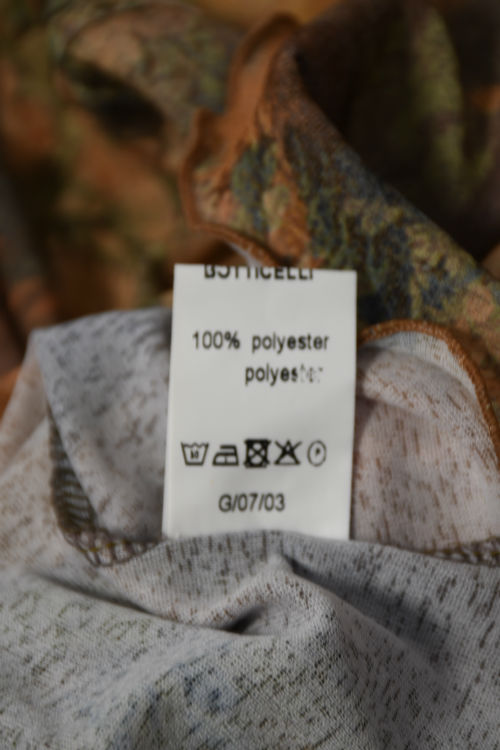 BOTTICELLI
100% polyester
polyester
G/07/03